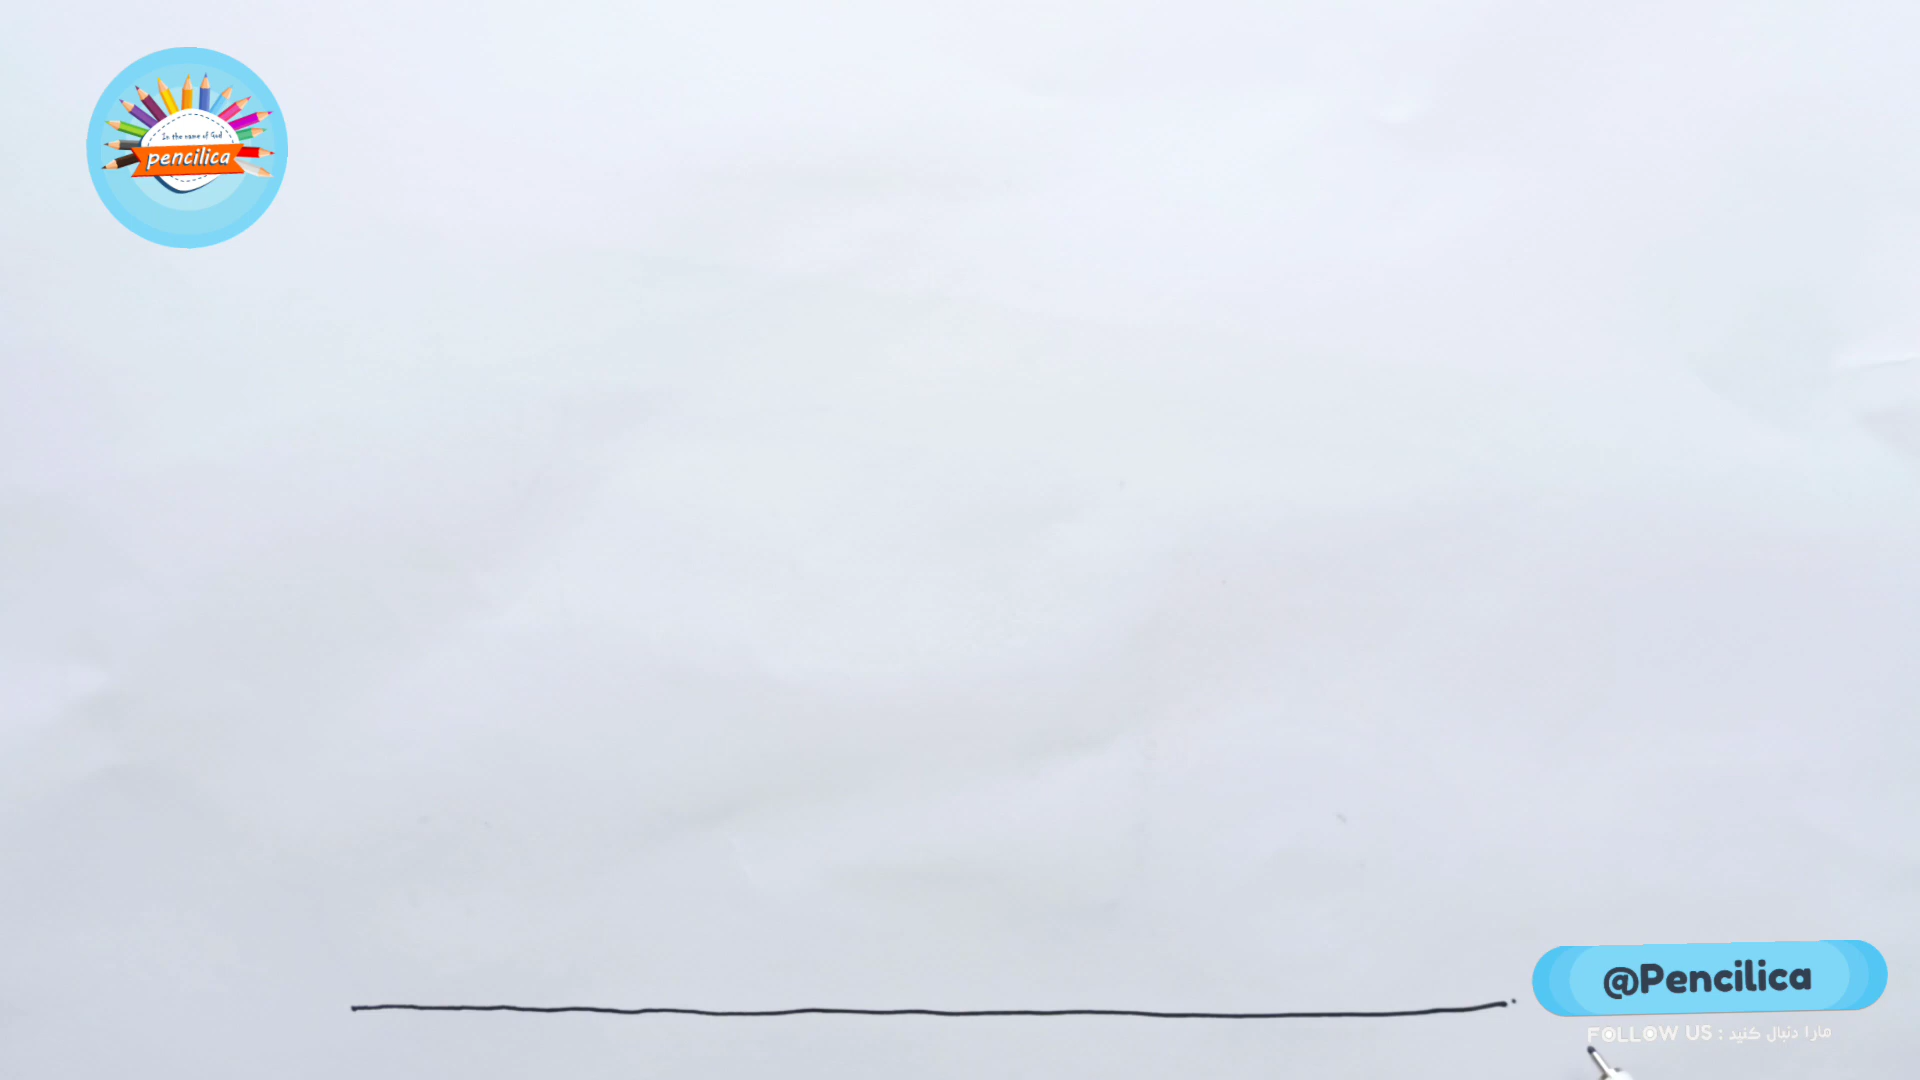 In the name of God
pencilica
@Pencilica
FOLLOW US : مارا دنبال کنید